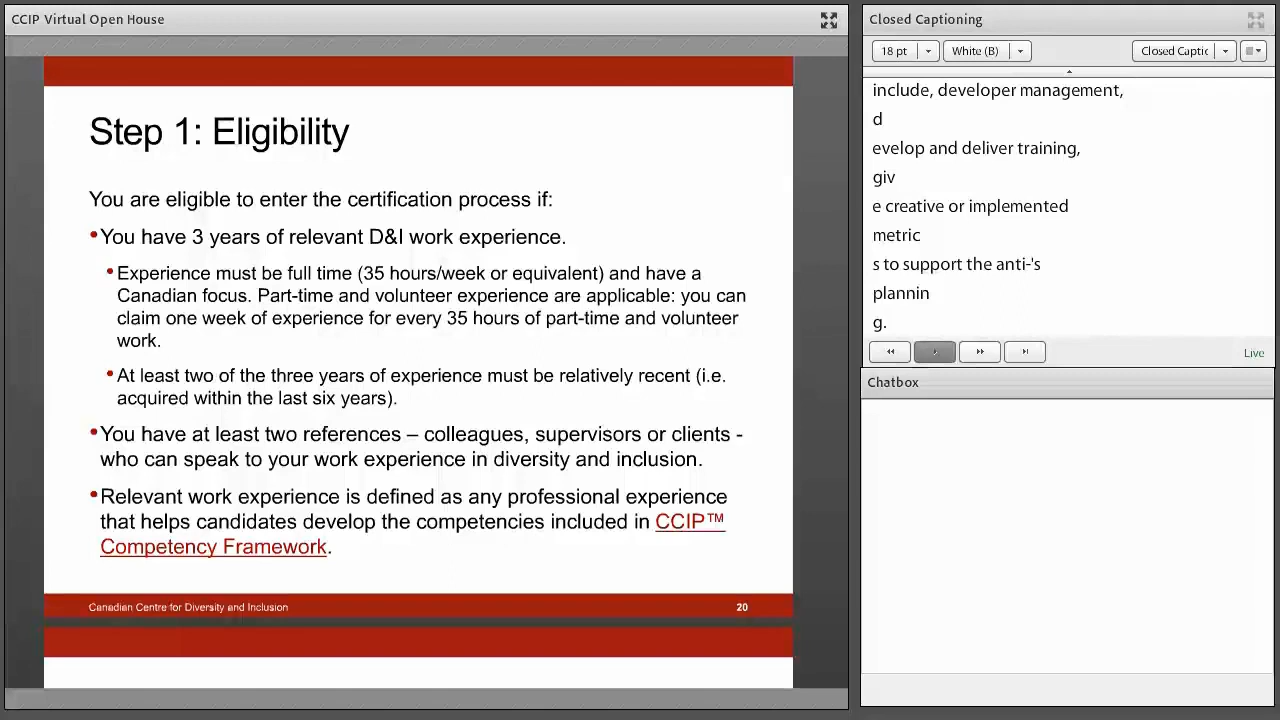 CCIP Virtual Open House
Step 1: Eligibility
You are eligible to enter the certification process if:
•You have 3 years of relevant D&I work experience.
•Experience must be full time (35 hours/week or equivalent) and have a
Canadian focus. Part-time and volunteer experience are applicable: you can
claim one week of experience for every 35 hours of part-time and volunteer
work.
•At least two of the three years of experience must be relatively recent (i.e.
acquired within the last six years).
•You have at least two references – colleagues, supervisors or clients -
who can speak to your work experience in diversity and inclusion.
•Relevant work experience is defined as any professional experience
that helps candidates develop the competencies included in CCIP™
Competency Framework.
Canadian Centre for Diversity and Inclusion 20
Closed Captioning
18 pt White (B) Closed Captic
include, developer management,
d
evelop and deliver training,
giv
e creative or implemented
metric
s to support the anti-'s
plannin
g.
Live
Chatbox